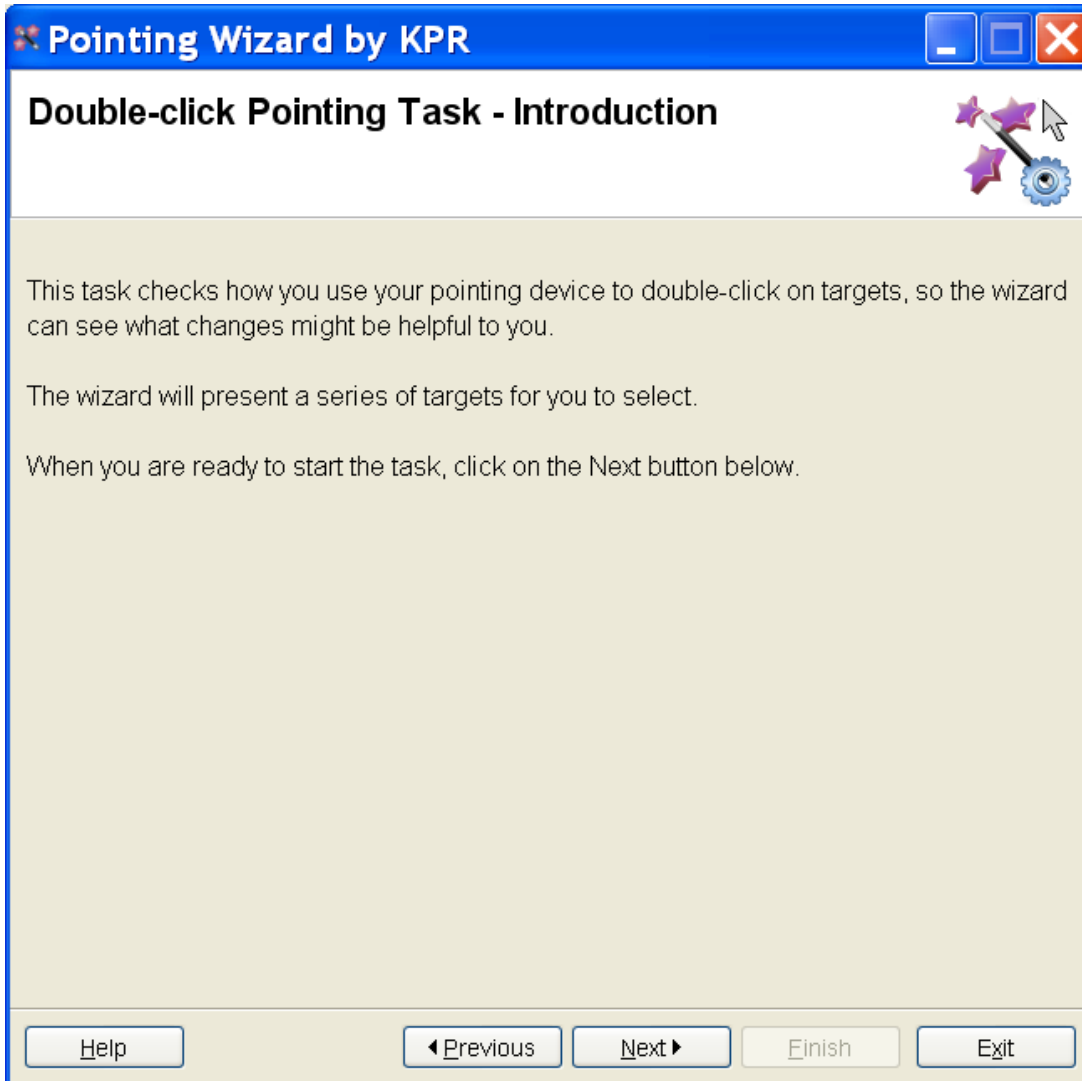 Pointing Wizard by KPR
Double-click Pointing Task - Introduction
This task checks how you use your pointing device to double-click on targets, so the wizard
can see what changes might be helpful to you.
The wizard will present a series of targets for you to select.
When you are ready to start the task, click on the Next button below.
Help
Previous
Next
Finish
Exit